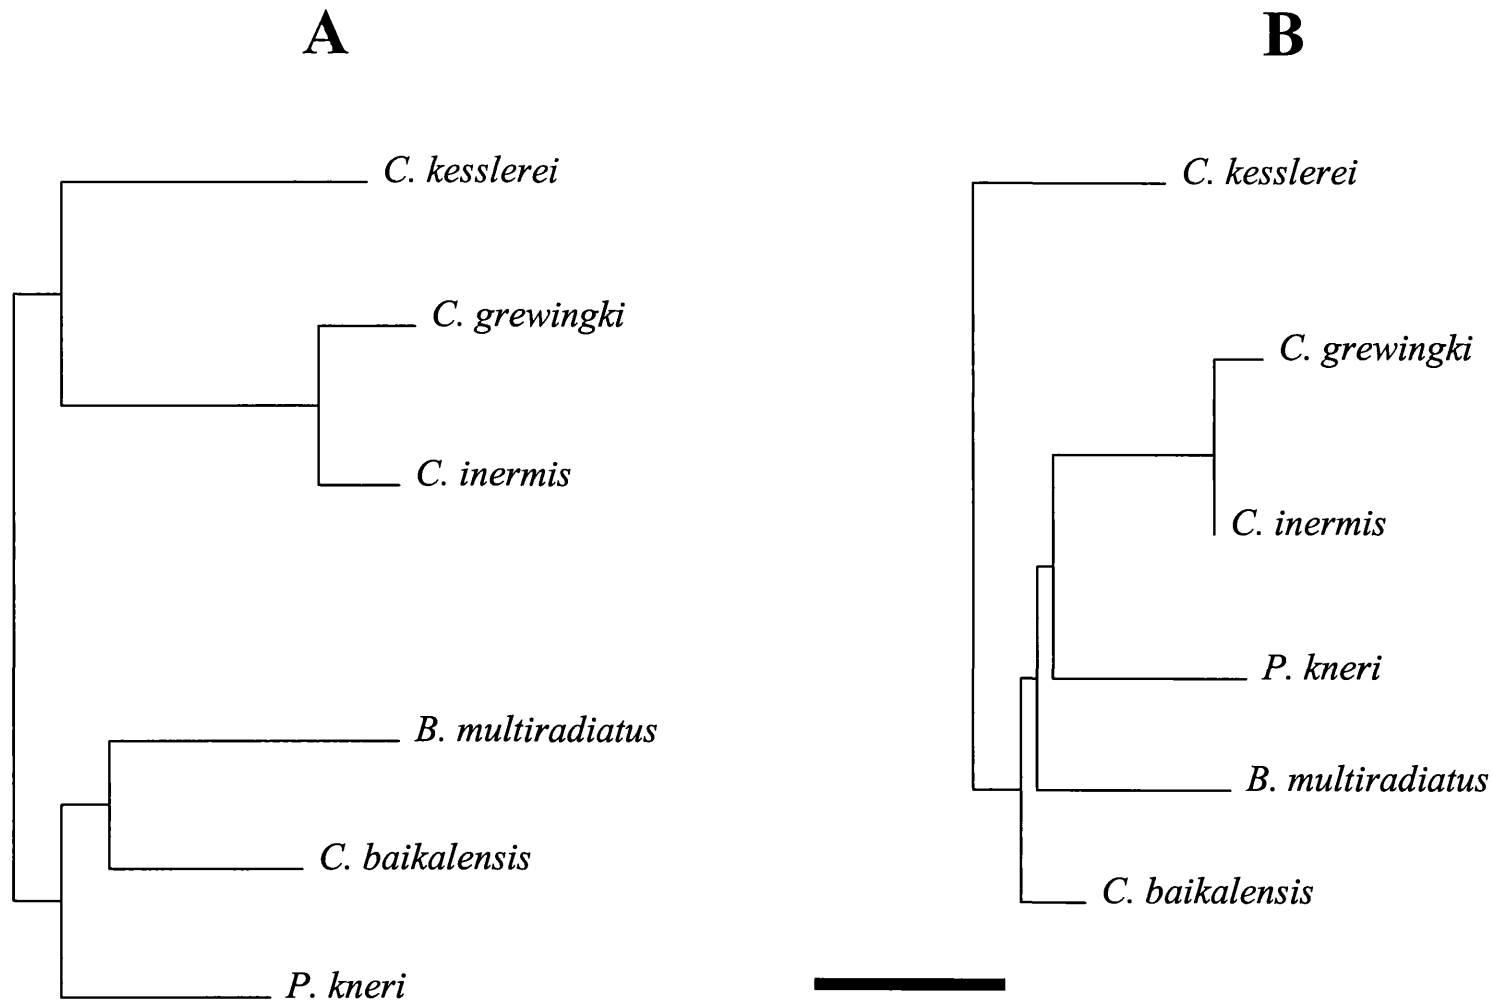 A
C. kesslerei
C. grewingki
C. inermis
B. multiradiatus
C. baikalensis
P. kneri
B
C. kesslerei
C. grewingki
C. inermis
P. kneri
B. multiradiatus
C. baikalensis